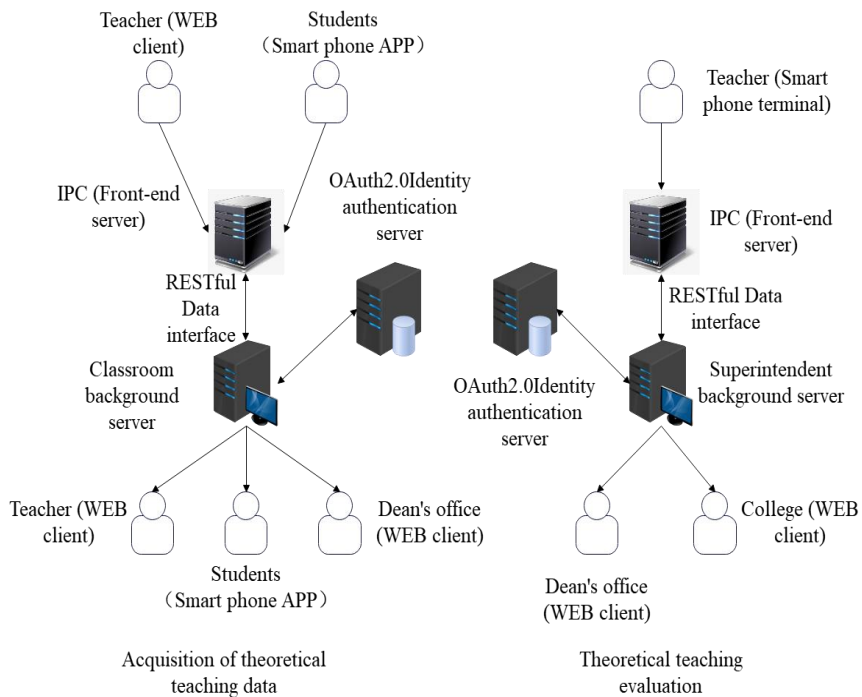 Teacher (WEB
client)
Students
（Smart phone APP）
IPC (Front-end
server)
OAuth2.0Identity
authentication
server
RESTful
Data
interface
Classroom
background
server
Teacher (WEB
client)
Students
（Smart phone APP）
Dean's office
(WEB client)
Acquisition of theoretical
teaching data
Teacher (Smart
phone terminal)
IPC (Front-end
server)
RESTful Data
interface
OAuth2.0Identity
authentication
server
Superintendent
background server
Dean's office
(WEB client)
College (WEB
client)
Theoretical teaching
evaluation